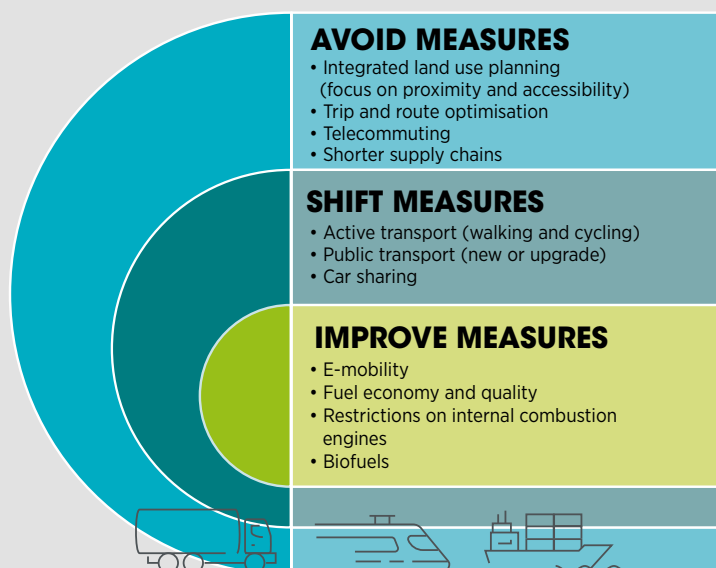 AVOID MEASURES
• Integrated land use planning
(focus on proximity and accessibility)
• Trip and route optimisation
• Telecommuting
• Shorter supply chains
SHIFT MEASURES
• Active transport (walking and cycling)
• Public transport (new or upgrade)
• Car sharing
IMPROVE MEASURES
• E-mobility
• Fuel economy and quality
• Restrictions on internal combustion
engines
• Biofuels